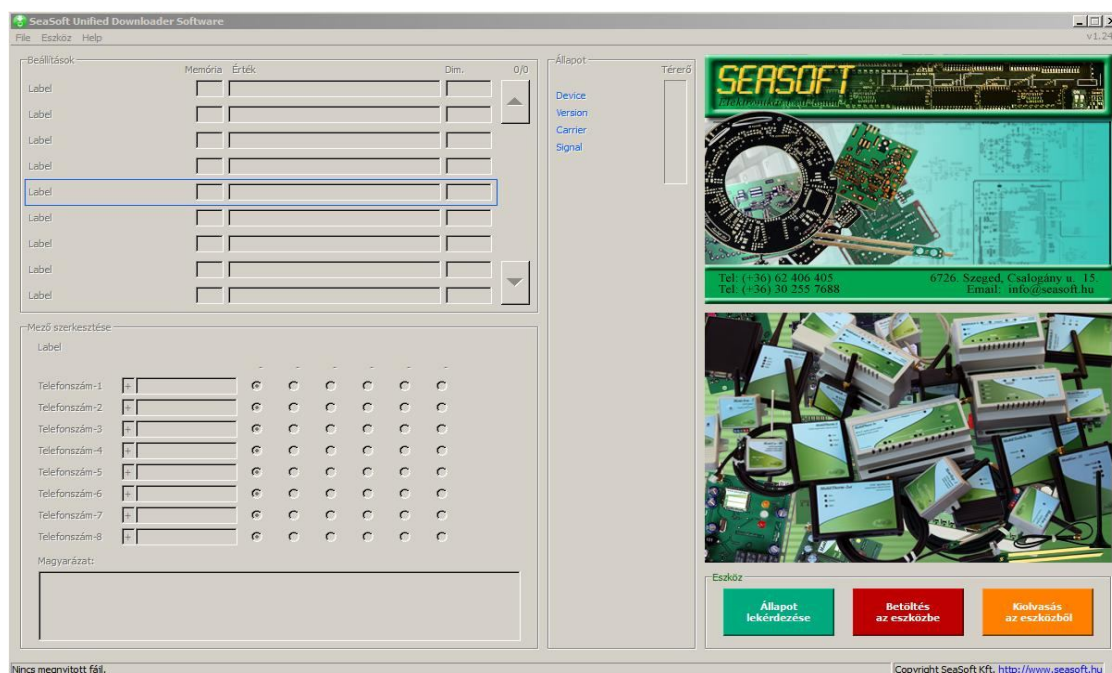 SeaSoft Unified Downloader Software
File Eszköz Help
v1.24
Beállítások
Memória Érték Dim. 0/0
Label
Label
Label
Label
Label
Label
Label
Label
Label
Mező szerkesztése
Label
- - - - - -
Telefonszám-1 +
Telefonszám-2 +
Telefonszám-3 +
Telefonszám-4 +
Telefonszám-5 +
Telefonszám-6 +
Telefonszám-7 +
Telefonszám-8 +
Magyarázat:
Állapot
Térerő
Device
Version
Carrier
Signal
SEASOFT
Tel: (+36) 62 406 405 6726. Szeged, Csalogány u. 15.
Tel: (+36) 30 255 7688 Email: info@seasoft.hu
Eszköz
Állapot
lekérdezése
Betöltés
az eszközbe
Kiolvasás
az eszközből
Nincs megnyitott fájl.
Copyright SeaSoft Kft. http://www.seasoft.hu